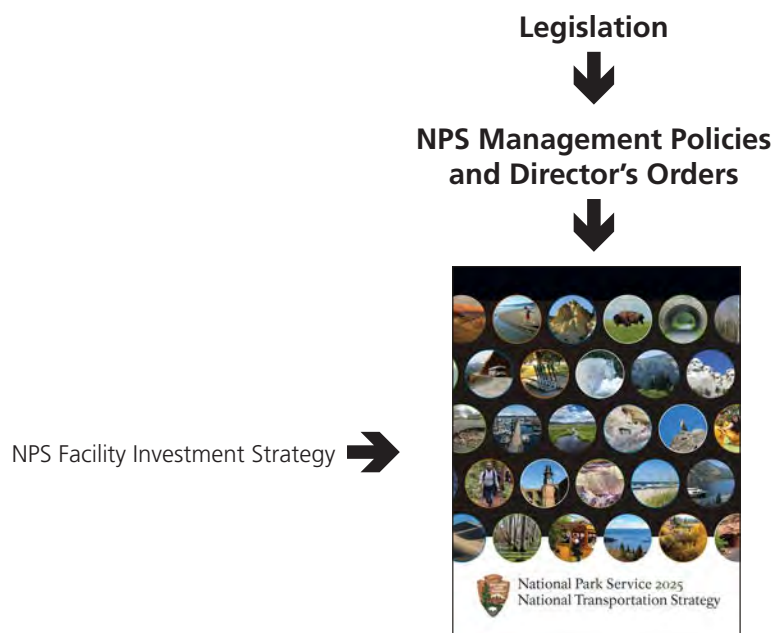 Legislation
NPS Management Policies
and Director's Orders
NPS Facility Investment Strategy
National Park Service 2025
National Transportation Strategy